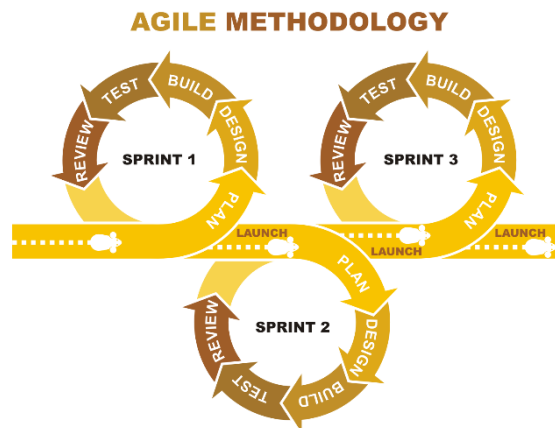 AGILE METHODOLOGY
SPRINT 1
PLAN
DESIGN
BUILD
TEST
REVIEW
LAUNCH
SPRINT 2
PLAN
DESIGN
BUILD
TEST
REVIEW
LAUNCH
SPRINT 3
PLAN
DESIGN
BUILD
TEST
REVIEW
LAUNCH